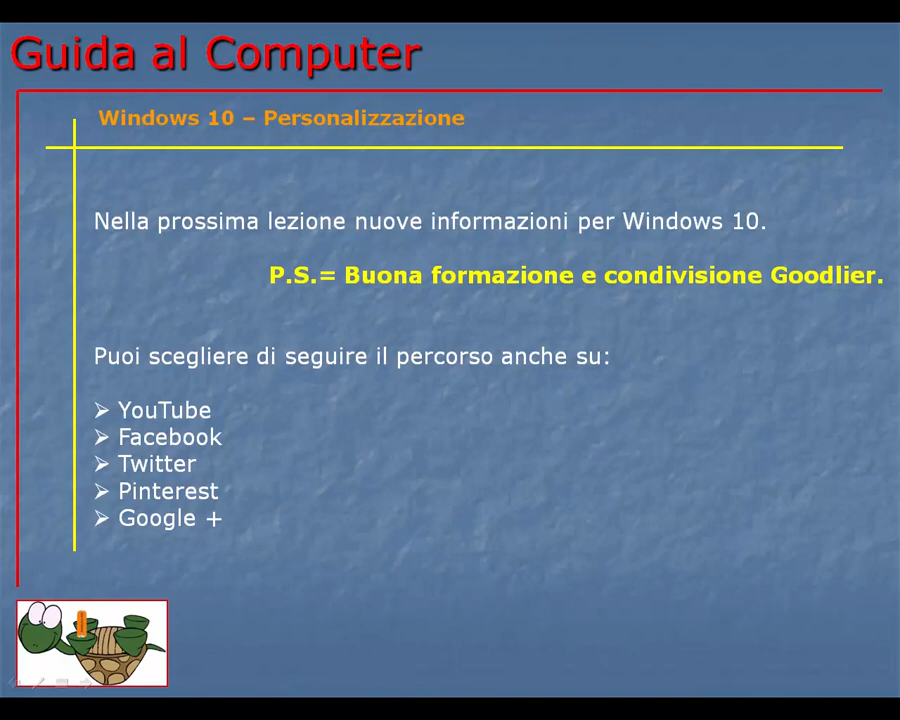 Guida al Computer
Windows 10 – Personalizzazione
Nella prossima lezione nuove informazioni per Windows 10.
P.S.= Buona formazione e condivisione Goodlier.
Puoi scegliere di seguire il percorso anche su:
➢ YouTube
➢ Facebook
➢ Twitter
➢ Pinterest
➢ Google +